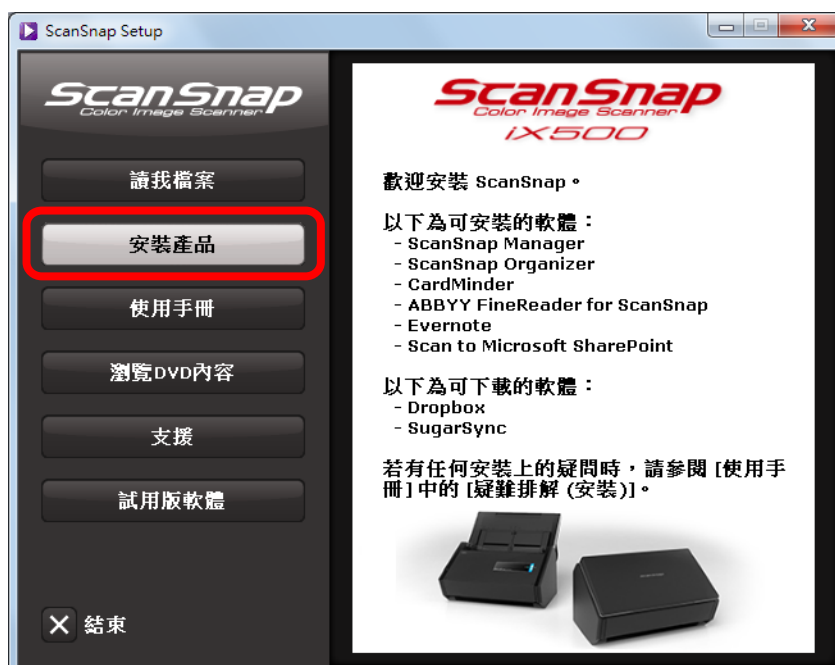 ScanSnap Setup
ScanSnap
Color Image Scanner
讀我檔案
安裝產品
使用手冊
瀏覽DVD內容
支援
試用版軟體
結束
ScanSnap
Color Image Scanner
iX500
歡迎安裝 ScanSnap。
以下為可安裝的軟體：
- ScanSnap Manager
- ScanSnap Organizer
- CardMinder
- ABBYY FineReader for ScanSnap
- Evernote
- Scan to Microsoft SharePoint
以下為可下載的軟體：
- Dropbox
- SugarSync
若有任何安裝上的疑問時，請參閱 [使用手
冊] 中的 [疑難排解 (安裝)]。